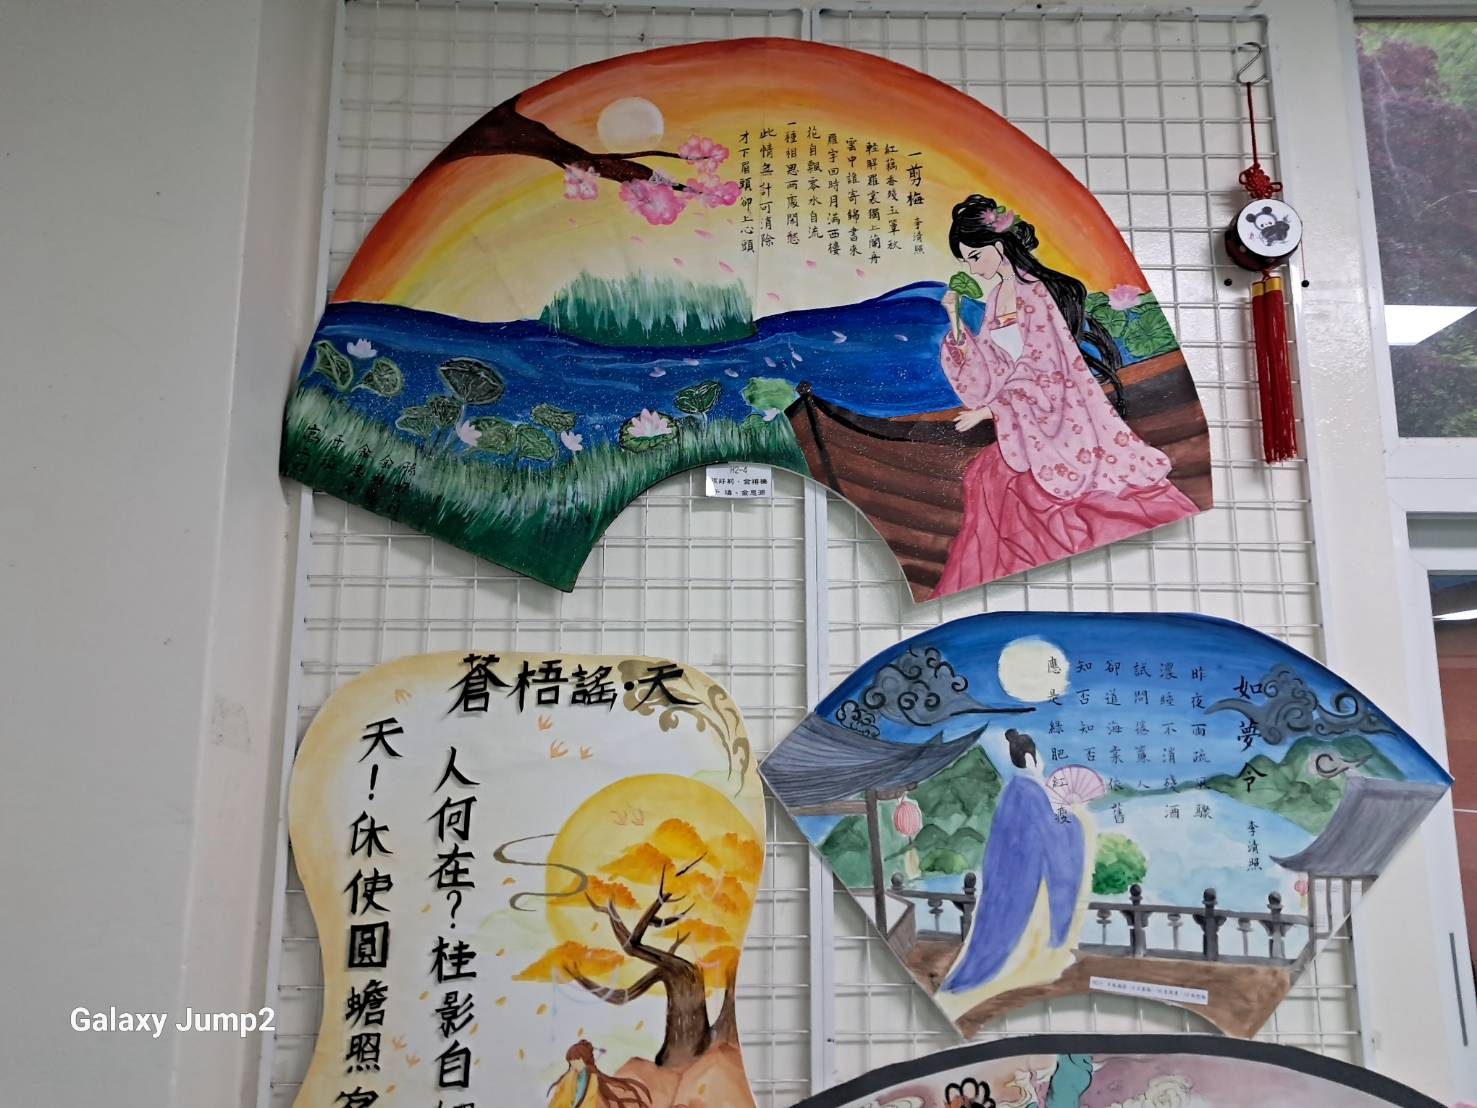 一剪梅 李清照
紅藕香殘玉簟秋
輕解羅裳獨上蘭舟
雲中誰寄錦書來
雁字回時月滿西樓
花自飄零水自流
一種相思兩處閒愁
此情無計可消除
才下眉頭卻上心頭
H2-4
蒼梧謠·天
天！休使圓蟾照
人何在？桂影自
如夢令
李清照
昨夜雨疏風驟
濃睡不消殘酒
試問捲簾人
卻道海棠依舊
知否知否
應是綠肥紅瘦
Galaxy Jump2